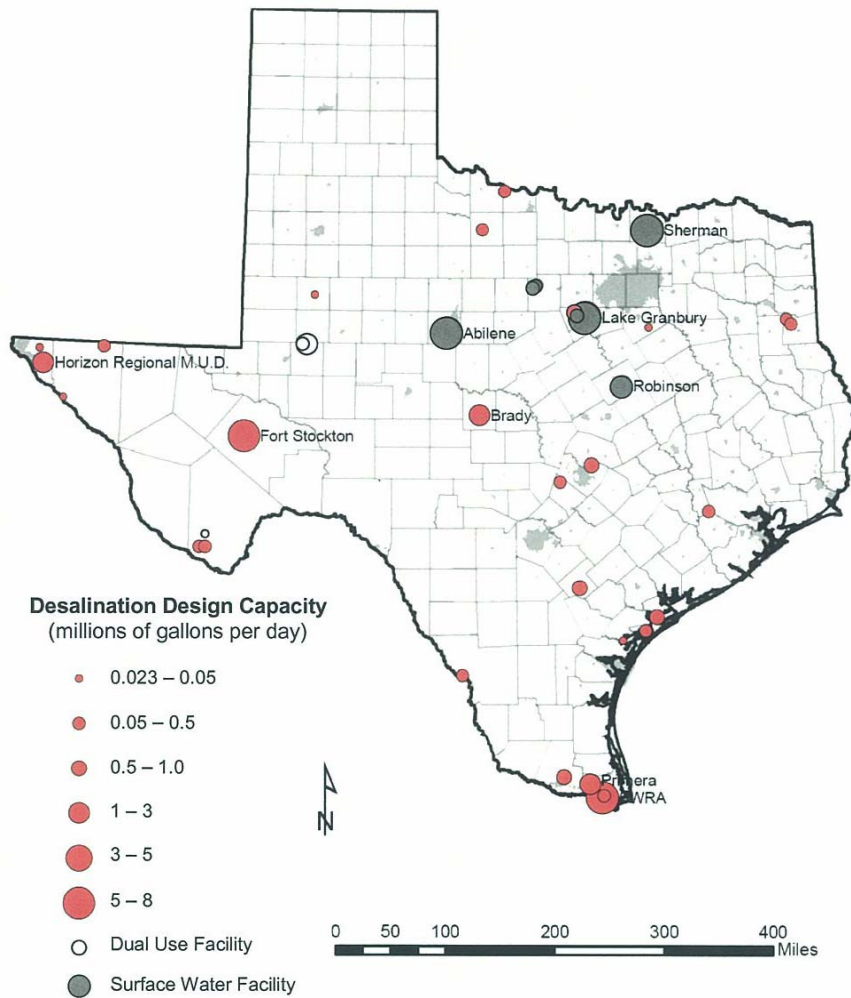 Sherman
Lake Granbury
Abilene
Horizon Regional M.U.D.
Robinson
Brady
Fort Stockton
Desalination Design Capacity
(millions of gallons per day)
0.023 – 0.05
0.05 – 0.5
0.5 – 1.0
1 – 3
3 – 5
5 – 8
Dual Use Facility
Surface Water Facility
Primera
WRA
N
0 50 100 200 300 400
Miles